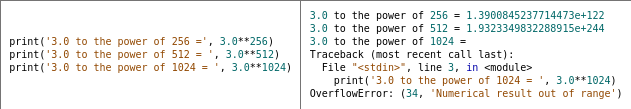 print('3.0 to the power of 256 =', 3.0**256)
print('3.0 to the power of 512 = ', 3.0**512)
print('3.0 to the power of 1024 = ', 3.0**1024)
3.0 to the power of 256 = 1.3900845237714473e+122
3.0 to the power of 512 = 1.9323349832288915e+244
3.0 to the power of 1024 =
Traceback (most recent call last):
  File "<stdin>", line 3, in <module>
    print('3.0 to the power of 1024 = ', 3.0**1024)
OverflowError: (34, 'Numerical result out of range')